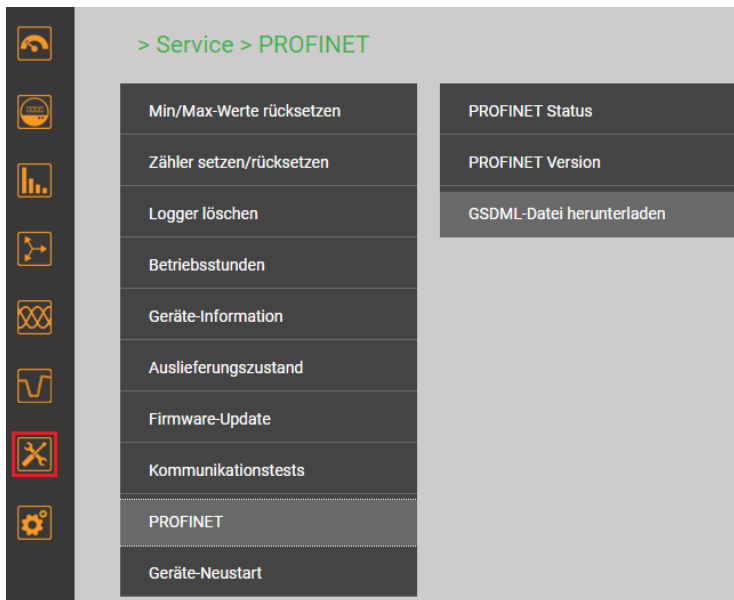 > Service > PROFINET
Min/Max-Werte rücksetzen
Zähler setzen/rücksetzen
Logger löschen
Betriebsstunden
Geräte-Information
Auslieferungszustand
Firmware-Update
Kommunikationstests
PROFINET
Geräte-Neustart
PROFINET Status
PROFINET Version
GSDML-Datei herunterladen